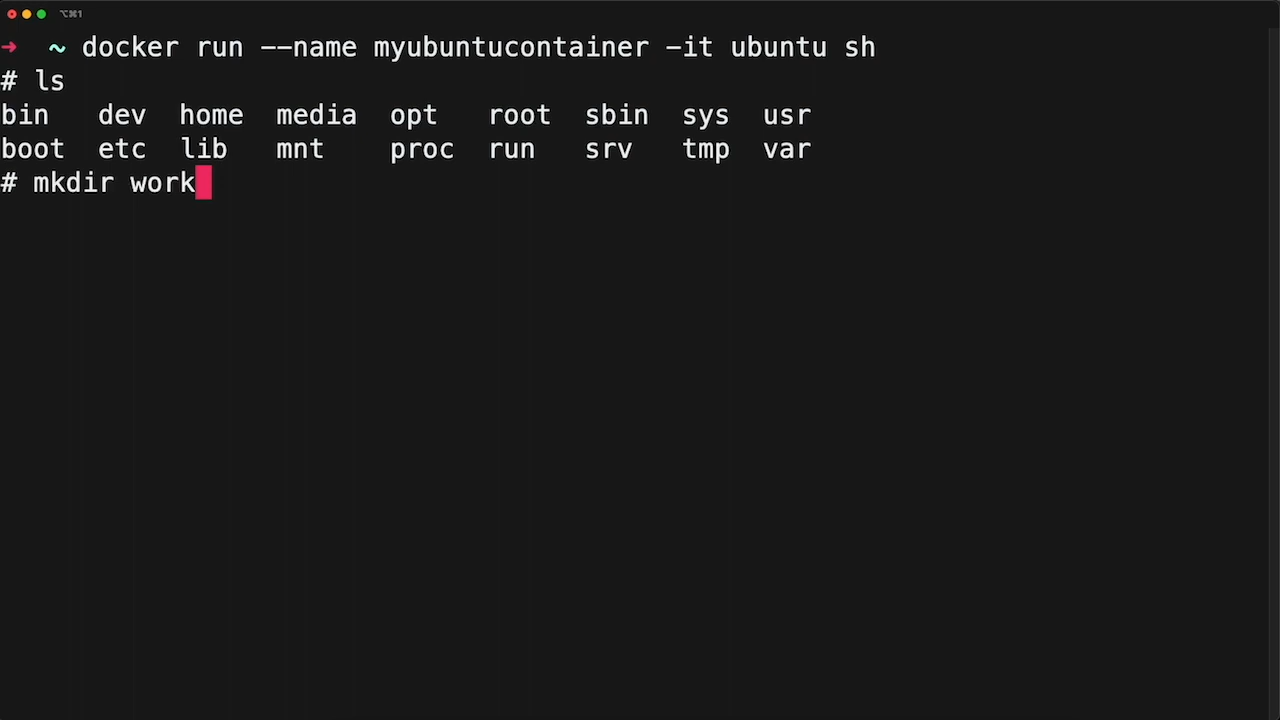 ⌥⌘1
➜  ~ docker run --name myubuntucontainer -it ubuntu sh
# ls
bin   dev  home  media  opt   root  sbin  sys  usr
boot  etc  lib   mnt    proc  run   srv   tmp  var
# mkdir work